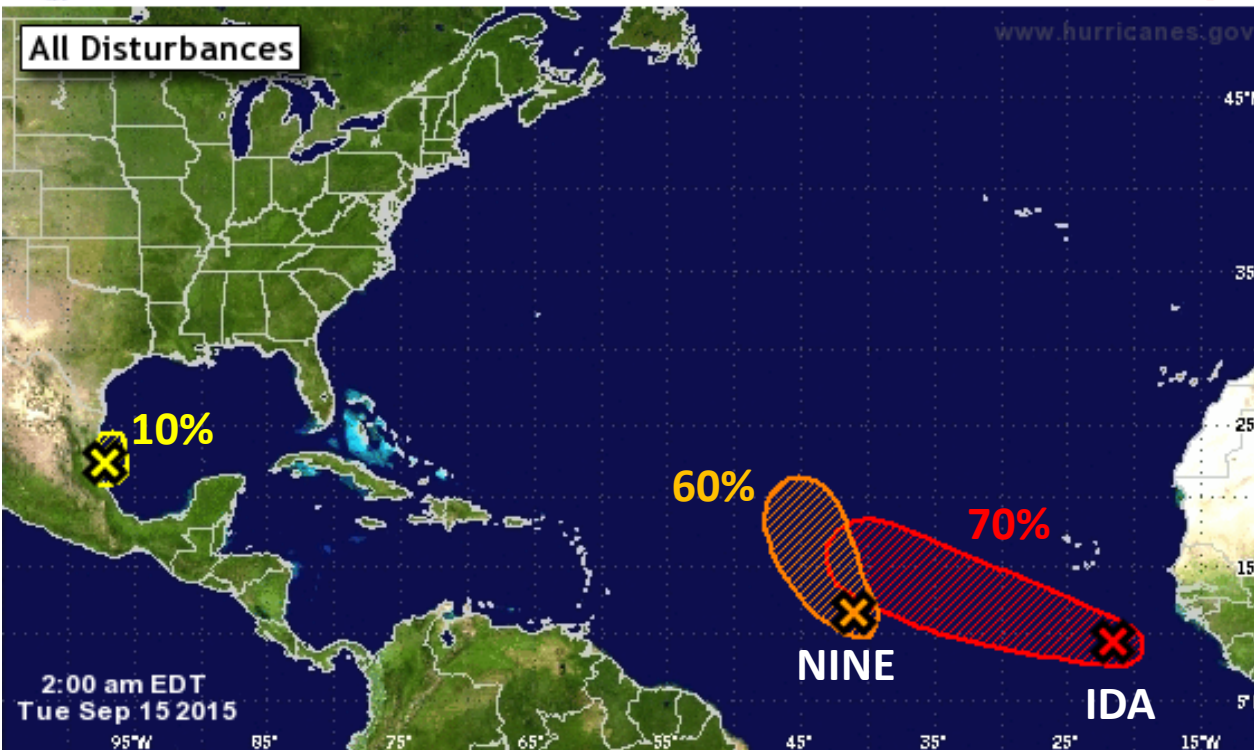 All Disturbances
www.hurricanes.gov
45°N
35
10%
25
60%
70%
15
NINE
IDA
2:00 am EDT
Tue Sep 15 2015
5°
95°W 85° 75° 65° 55° 45° 35° 25° 15°W